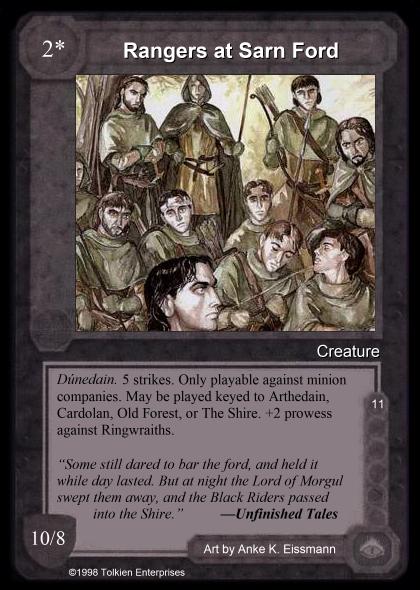 2*
Rangers at Sarn Ford
Creature
Dúnedain. 5 strikes. Only playable against minion
companies. May be played keyed to Arthedain,
Cardolan, Old Forest, or The Shire. +2 prowess
against Ringwraiths.
11
“Some still dared to bar the ford, and held it
while day lasted. But at night the Lord of Morgul
swept them away, and the Black Riders passed
into the Shire.” —Unfinished Tales
10/8
Art by Anke K. Eissmann
©1998 Tolkien Enterprises